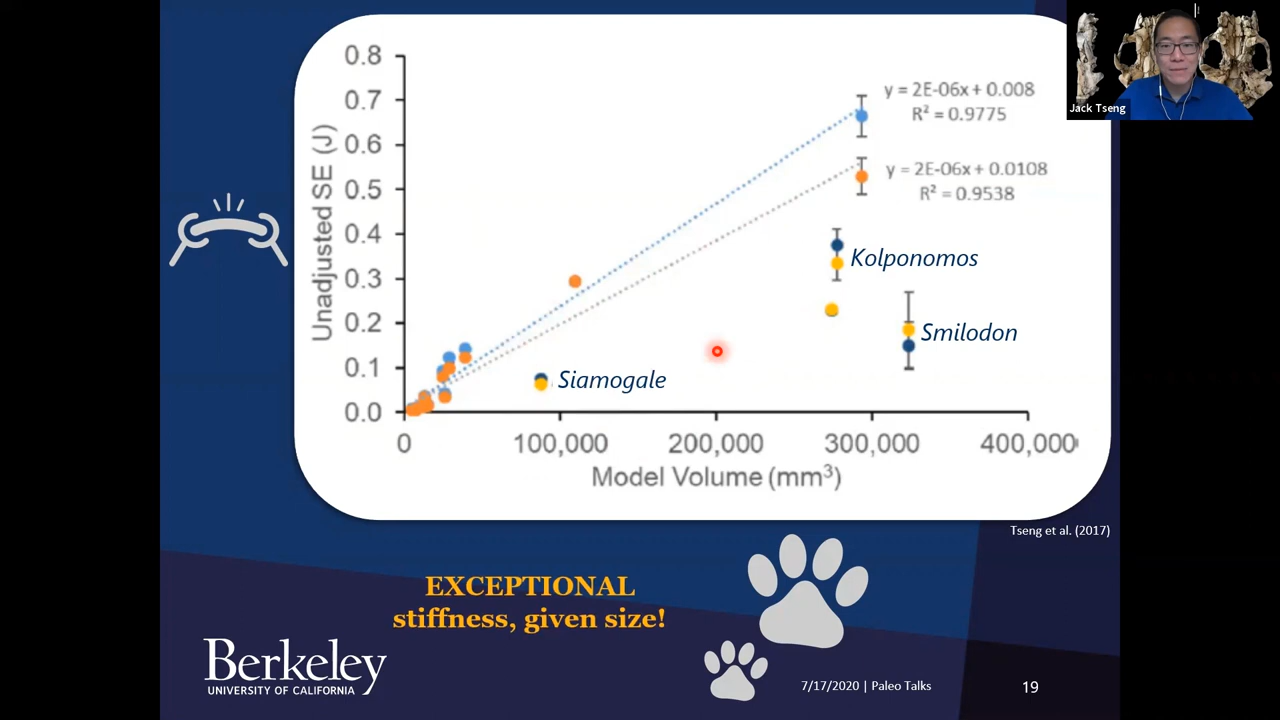 0.8
0.7
0.6
0.5
0.4
0.3
0.2
0.1
0.0
Unadjusted SE (J)
y = 2E-06x + 0.008
R² = 0.9775
y = 2E-06x + 0.0108
R² = 0.9538
Kolponomos
Smilodon
Siamogale
0
100,000
200,000
300,000
400,000
Model Volume (mm³)
Jack Tseng
Tseng et al. (2017)
EXCEPTIONAL
stiffness, given size!
Berkeley
UNIVERSITY OF CALIFORNIA
7/17/2020 | Paleo Talks
19